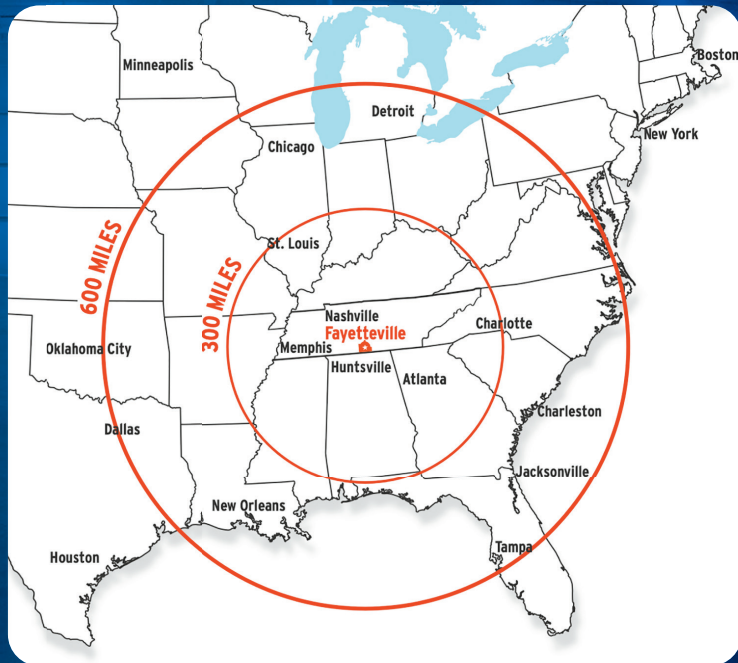 Boston
Minneapolis
Detroit
New York
Chicago
St. Louis
600 MILES
300 MILES
Nashville
Charlotte
Fayetteville
Oklahoma City
Memphis
Huntsville
Atlanta
Charleston
Dallas
Jacksonville
New Orleans
Tampa
Houston